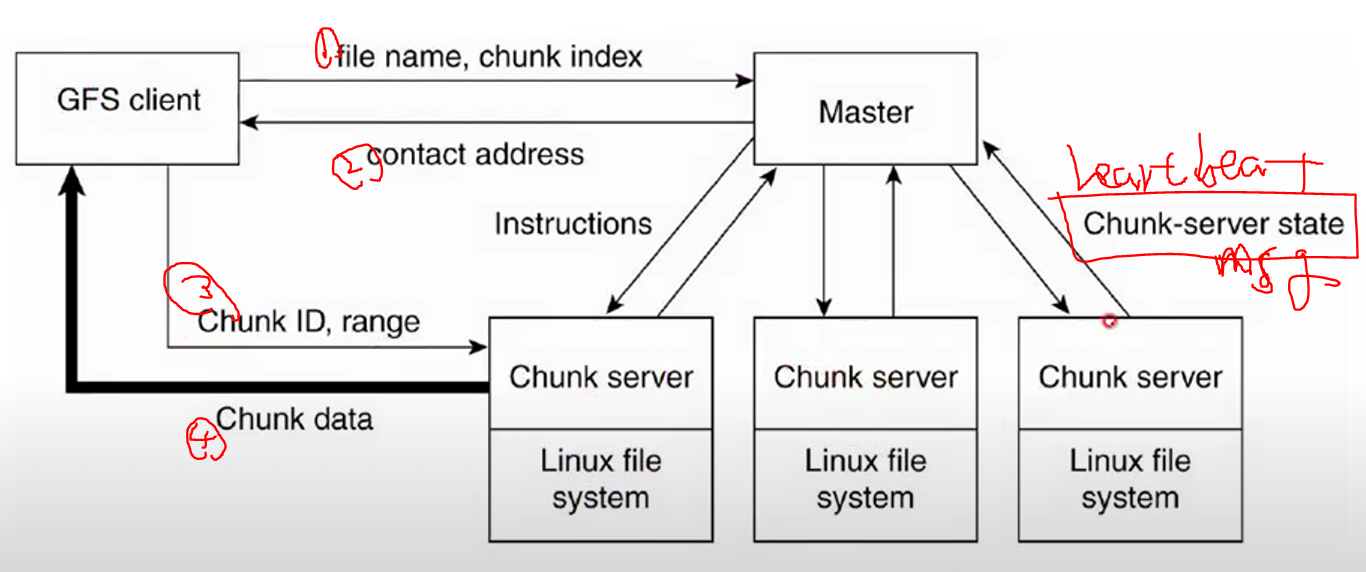 ① file name, chunk index
GFS client
Master
② contact address
heartbeat
Instructions
Chunk-server state
msg
③
Chunk ID, range
Chunk server
Chunk server
Chunk server
④ Chunk data
Linux file
system
Linux file
system
Linux file
system